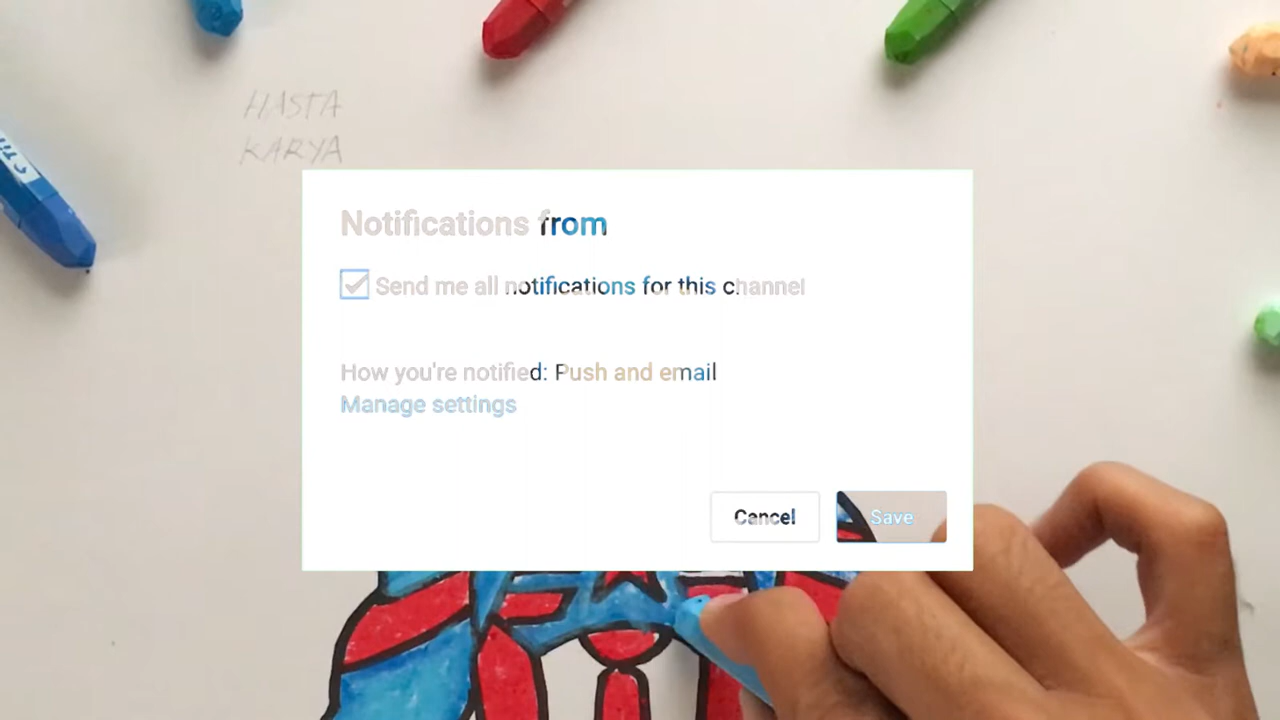 HASTA
KARYA
Notifications from
Send me all notifications for this channel
How you're notified: Push and email
Manage settings
Cancel Save